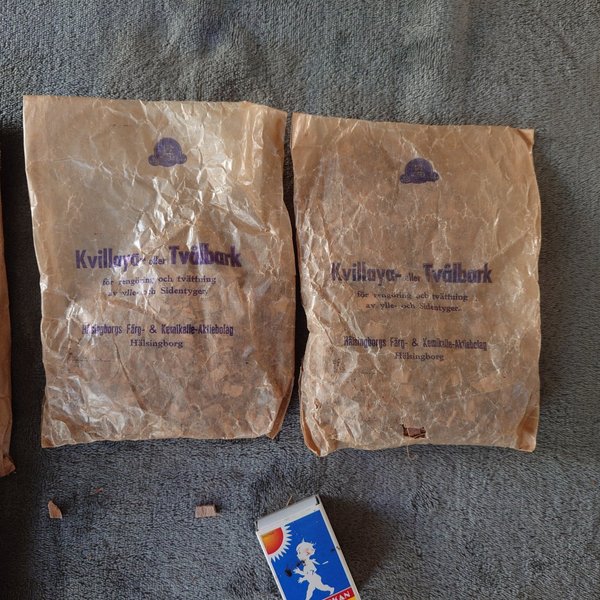 Kvillaya- eller Tvålbark
för rengöring och tvättning
av ylle- och Sidentyger.
Hälsingborgs Färg- & Kemikalie-Aktiebolag
Hälsingborg
Kvillaya- eller Tvålbark
för rengöring och tvättning
av ylle- och Sidentyger.
Hälsingborgs Färg- & Kemikalie-Aktiebolag
Hälsingborg